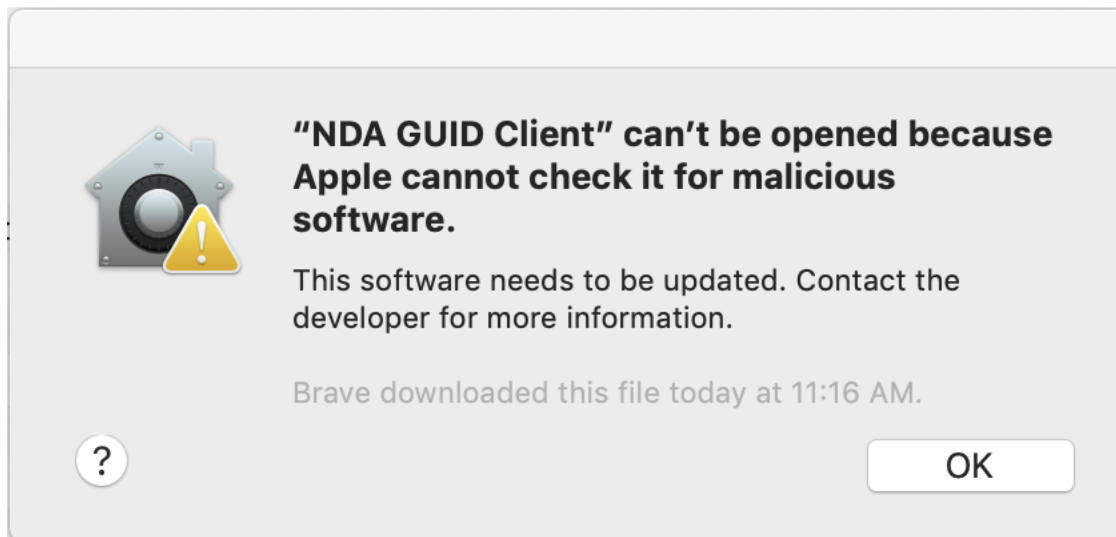 “NDA GUID Client” can’t be opened because
Apple cannot check it for malicious
software.
This software needs to be updated. Contact the
developer for more information.
Brave downloaded this file today at 11:16 AM.
?
OK